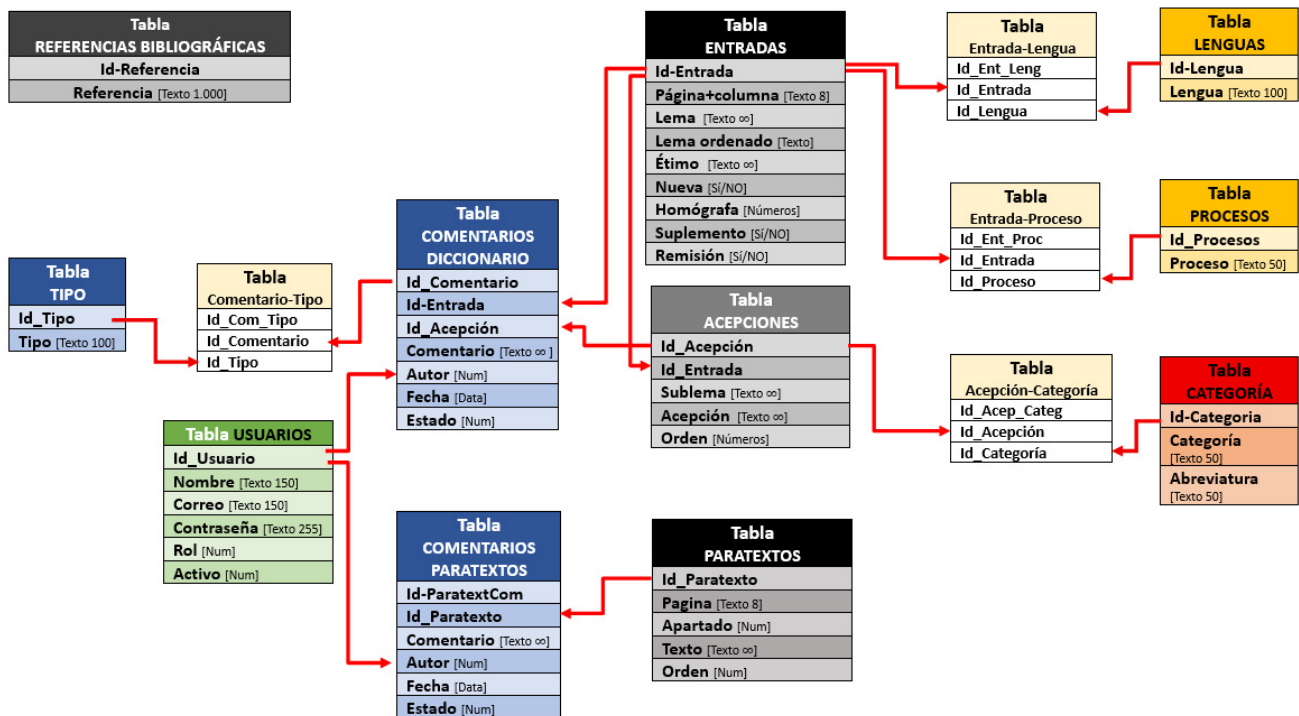 Tabla
REFERENCIAS BIBLIOGRÁFICAS
Id-Referencia
Referencia [Texto 1.000]
Tabla
ENTRADAS
Id-Entrada
Página+columna [Texto 8]
Lema [Texto ∞]
Lema ordenado [Texto]
Étimo [Texto ∞]
Nueva [Sí/NO]
Homógrafa [Números]
Suplemento [Sí/NO]
Remisión [Sí/NO]
Tabla
Entrada-Lengua
Id_Ent_Leng
Id_Entrada
Id_Lengua
Tabla
LENGUAS
Id-Lengua
Lengua [Texto 100]
Tabla
Entrada-Proceso
Id_Ent_Proc
Id_Entrada
Id_Proceso
Tabla
PROCESOS
Id_Procesos
Proceso [Texto 50]
Tabla
TIPO
Id_Tipo
Tipo [Texto 100]
Tabla
Comentario-Tipo
Id_Com_Tipo
Id_Comentario
Id_Tipo
Tabla
COMENTARIOS
DICCIONARIO
Id_Comentario
Id-Entrada
Id_Acepción
Comentario [Texto ∞ ]
Autor [Num]
Fecha [Data]
Estado [Num]
Tabla
ACEPCIONES
Id_Acepción
Id_Entrada
Sublema [Texto ∞]
Acepción [Texto ∞]
Orden [Números]
Tabla
Acepción-Categoría
Id_Acep_Categ
Id_Acepción
Id_Categoría
Tabla
CATEGORÍA
Id-Categoria
Categoría
[Texto 50]
Abreviatura
[Texto 50]
Tabla USUARIOS
Id_Usuario
Nombre [Texto 150]
Correo [Texto 150]
Contraseña [Texto 255]
Rol [Num]
Activo [Num]
Tabla
COMENTARIOS
PARATEXTOS
Id-ParatextCom
Id_Paratexto
Comentario [Texto ∞]
Autor [Num]
Fecha [Data]
Estado [Num]
Tabla
PARATEXTOS
Id_Paratexto
Pagina [Texto 8]
Apartado [Num]
Texto [Texto ∞]
Orden [Num]